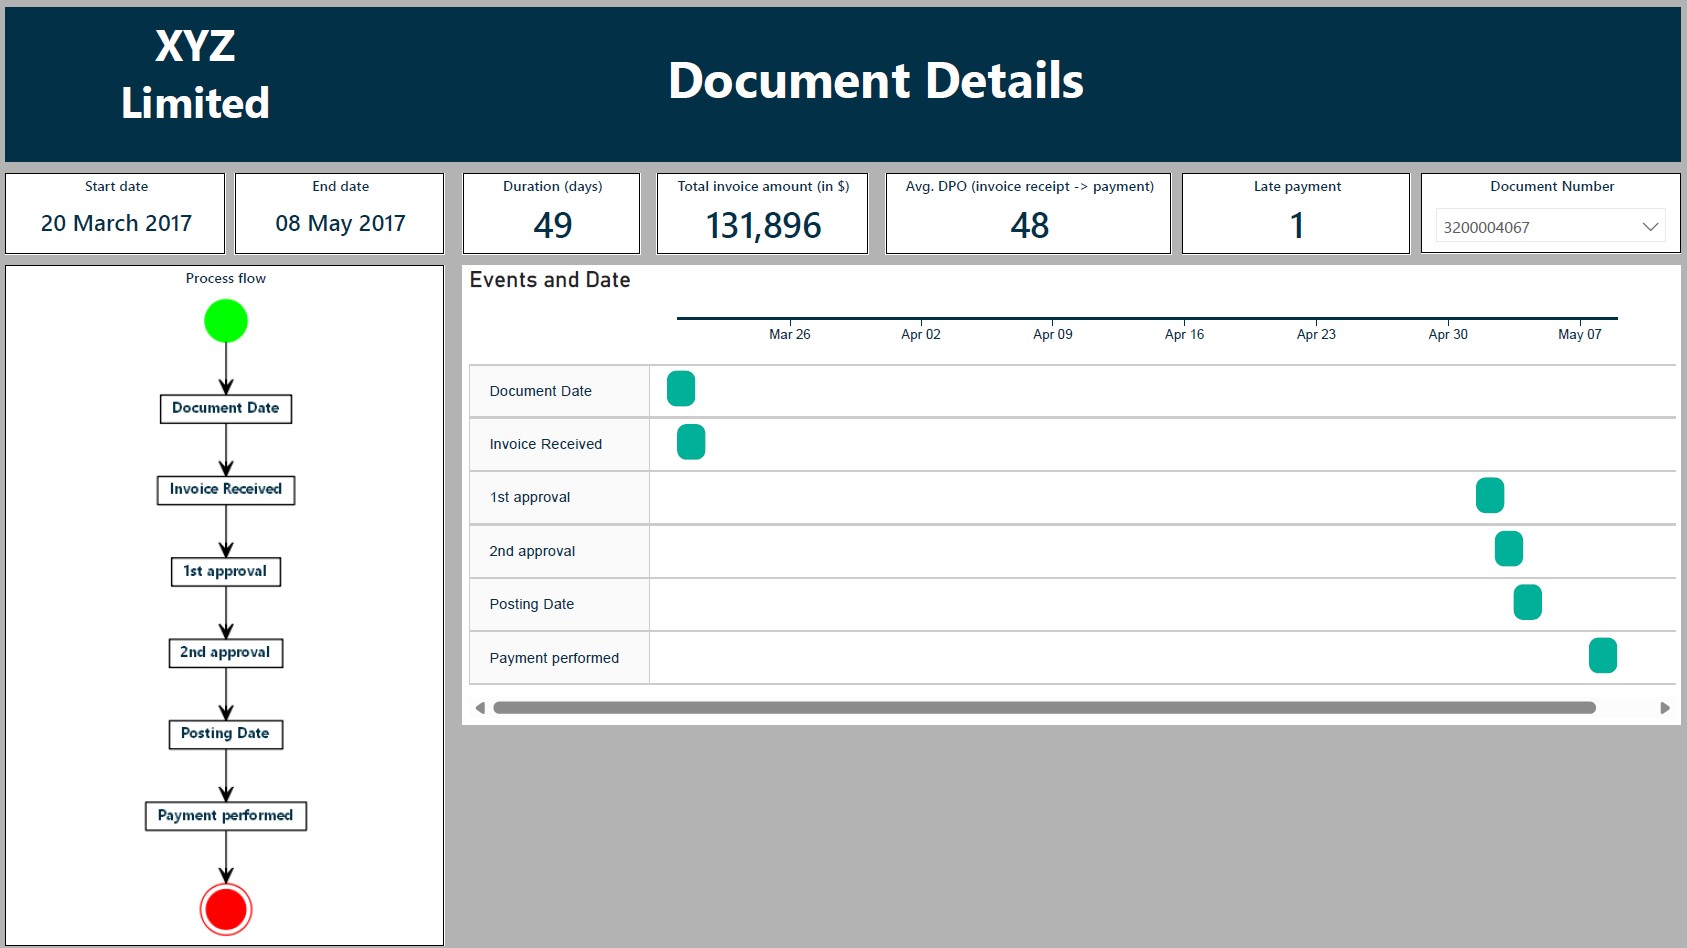 XYZ
Limited
Document Details
Start date
20 March 2017
End date
08 May 2017
Duration (days)
49
Total invoice amount (in $)
131,896
Avg. DPO (invoice receipt -> payment)
48
Late payment
1
Document Number
3200004067
Process flow
Document Date
Invoice Received
1st approval
2nd approval
Posting Date
Payment performed
Events and Date
Mar 26 Apr 02 Apr 09 Apr 16 Apr 23 Apr 30 May 07
Document Date
Invoice Received
1st approval
2nd approval
Posting Date
Payment performed